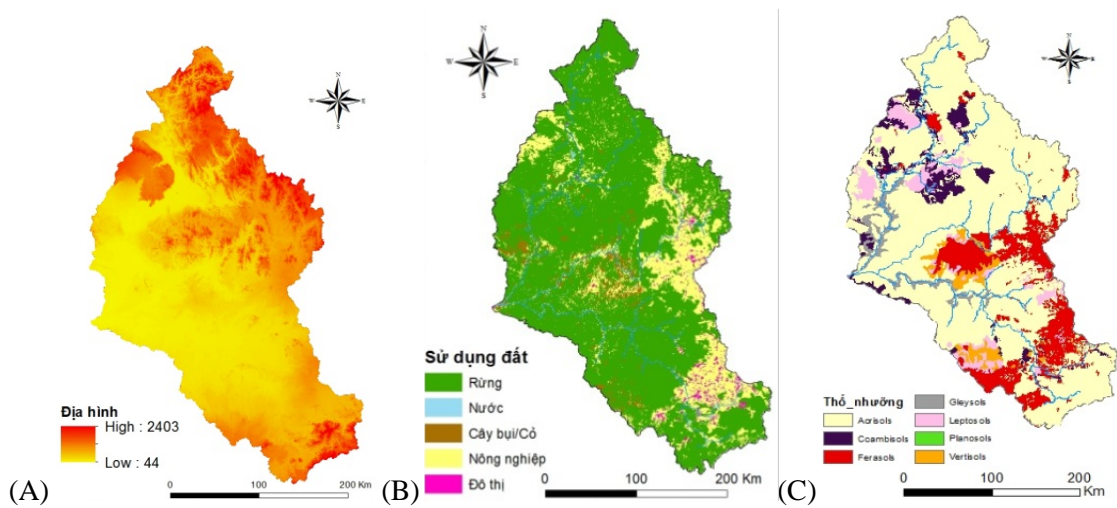 N
W E
S
Địa hình
High : 2403
Low : 44
0 100 200 Km
(A)
N
W E
S
Sử dụng đất
Rừng
Nước
Cây bụi/Cỏ
Nông nghiệp
Đô thị
0 100 200 Km
(B)
N
W E
S
Thổ_nhưỡng
Acrisols
Ccambisols
Ferasols
Gleysols
Leptosols
Planosols
Vertisols
0 100 200
Km
(C)